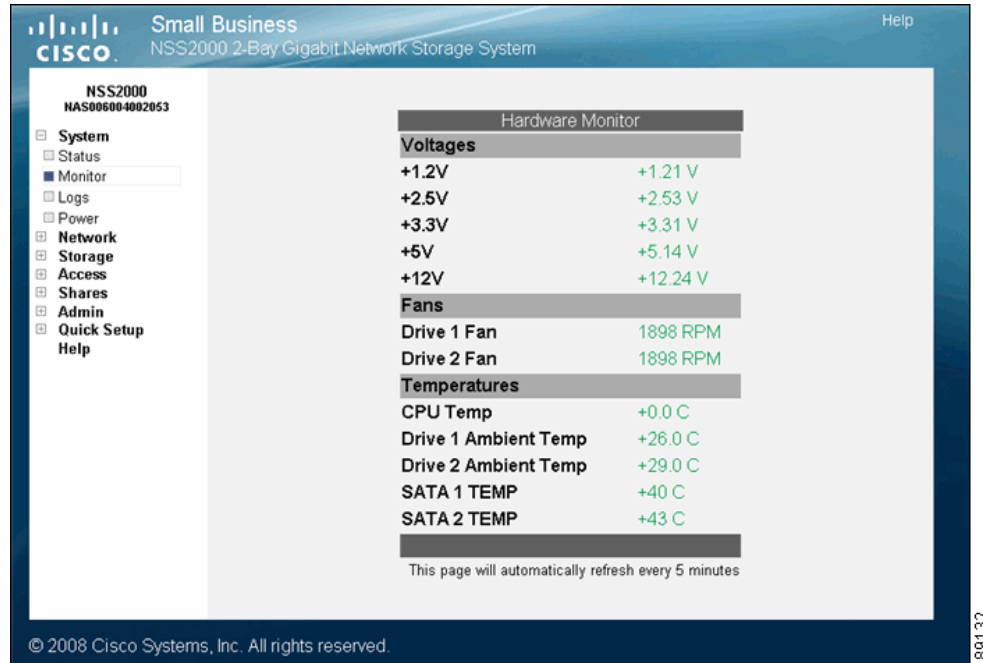 Small Business
Help
CISCO.
NSS2000 2-Bay Gigabit Network Storage System
NSS2000
NAS006004002053
System
Status
Monitor
Logs
Power
Network
Storage
Access
Shares
Admin
Quick Setup
Help
Hardware Monitor
Voltages
+1.2V +1.21 V
+2.5V +2.53 V
+3.3V +3.31 V
+5V +5.14 V
+12V +12.24 V
Fans
Drive 1 Fan 1898 RPM
Drive 2 Fan 1898 RPM
Temperatures
CPU Temp +0.0 C
Drive 1 Ambient Temp +26.0 C
Drive 2 Ambient Temp +29.0 C
SATA 1 TEMP +40 C
SATA 2 TEMP +43 C
This page will automatically refresh every 5 minutes
© 2008 Cisco Systems, Inc. All rights reserved.